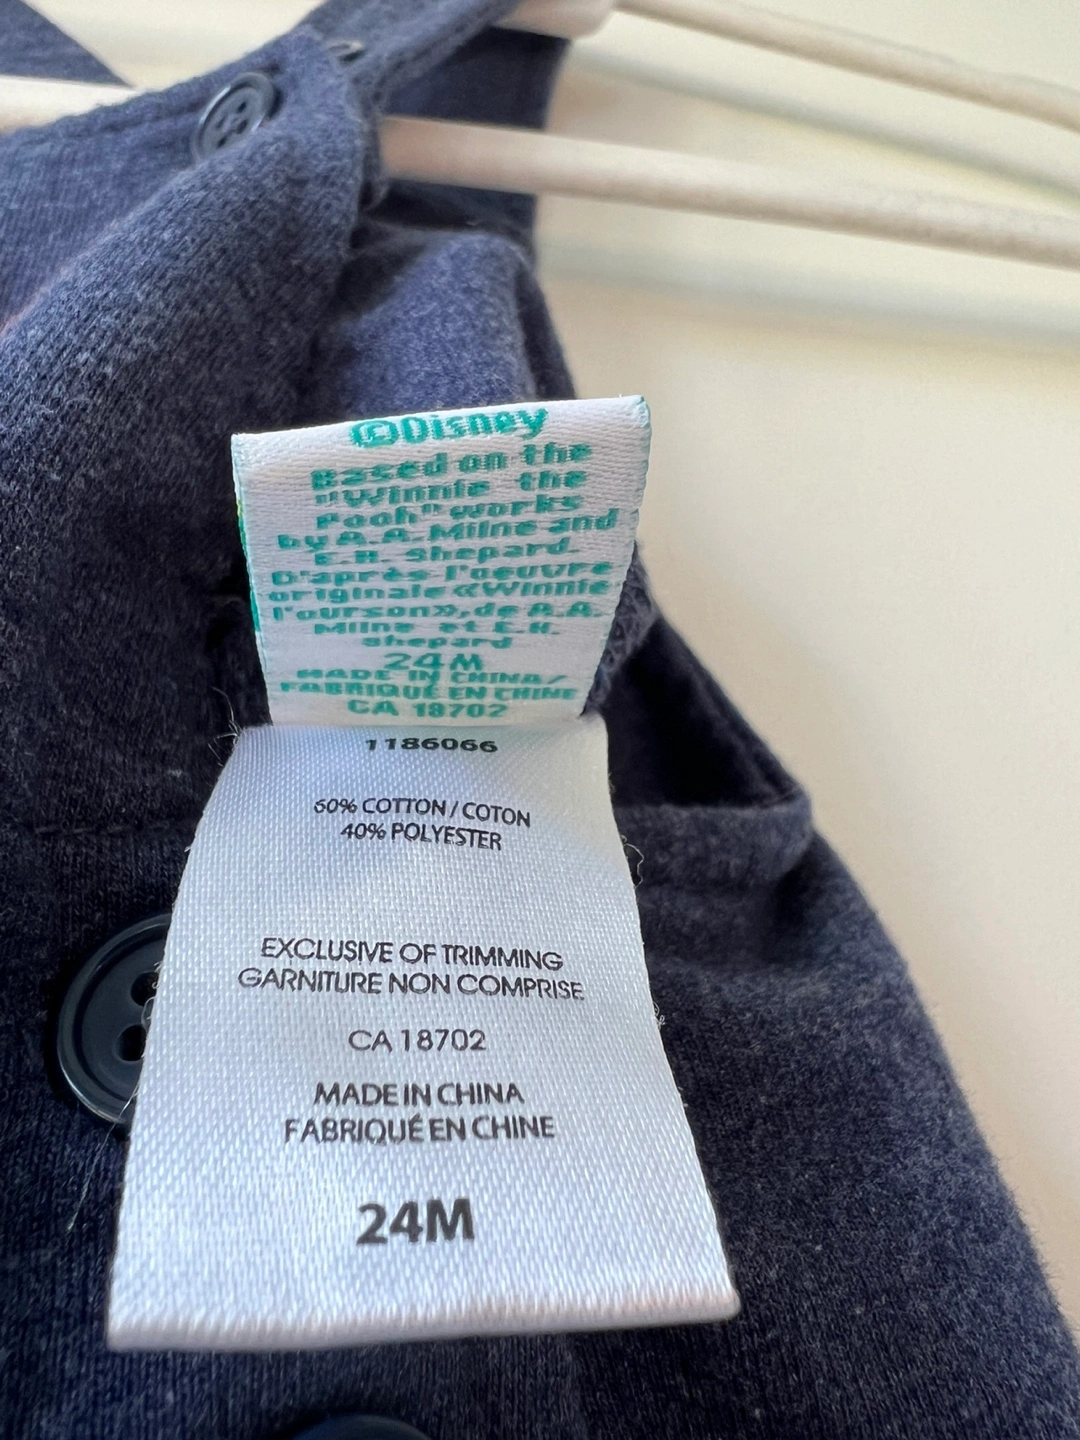 ©Disney
Based on the
"Winnie the
Pooh" works
by A.A. Milne and
E.H. Shepard.
D'après l'oeuvre
originale «Winnie
l'ourson», de A.A.
Milne et E.H.
Shepard
24M
MADE IN CHINA/
FABRIQUÉ EN CHINE
CA 18702
1186066
60% COTTON / COTON
40% POLYESTER
EXCLUSIVE OF TRIMMING
GARNITURE NON COMPRISE
CA 18702
MADE IN CHINA
FABRIQUÉ EN CHINE
24M